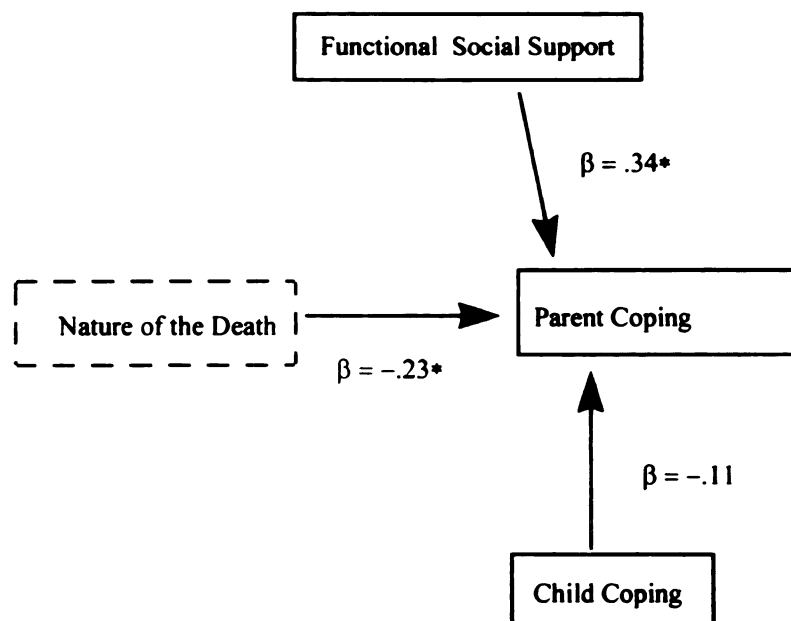 Functional Social Support
β = .34*
Nature of the Death
Parent Coping
β = -.23*
β = -.11
Child Coping